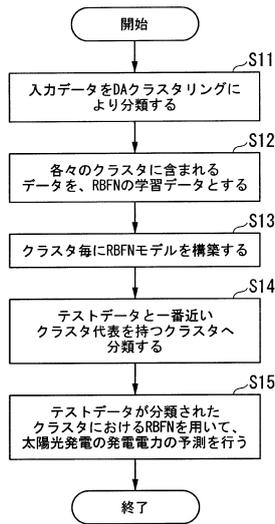 開始
S11
入力データをDAクラスタリングに
より分類する
S12
各々のクラスタに含まれる
データを、RBFNの学習データとする
S13
クラスタ毎にRBFNモデルを構築する
S14
テストデータと一番近い
クラスタ代表を持つクラスタへ
分類する
S15
テストデータが分類された
クラスタにおけるRBFNを用いて、
太陽光発電の発電電力の予測を行う
終了